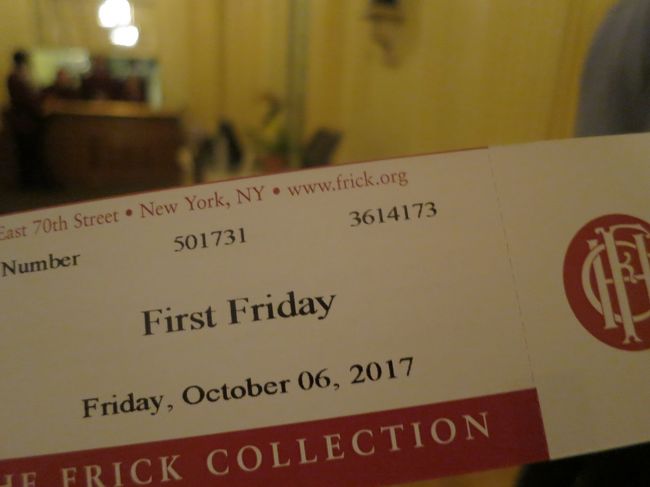 East 70th Street • New York, NY • www.frick.org
Number 501731 3614173
First Friday
Friday, October 06, 2017
THE FRICK COLLECTION